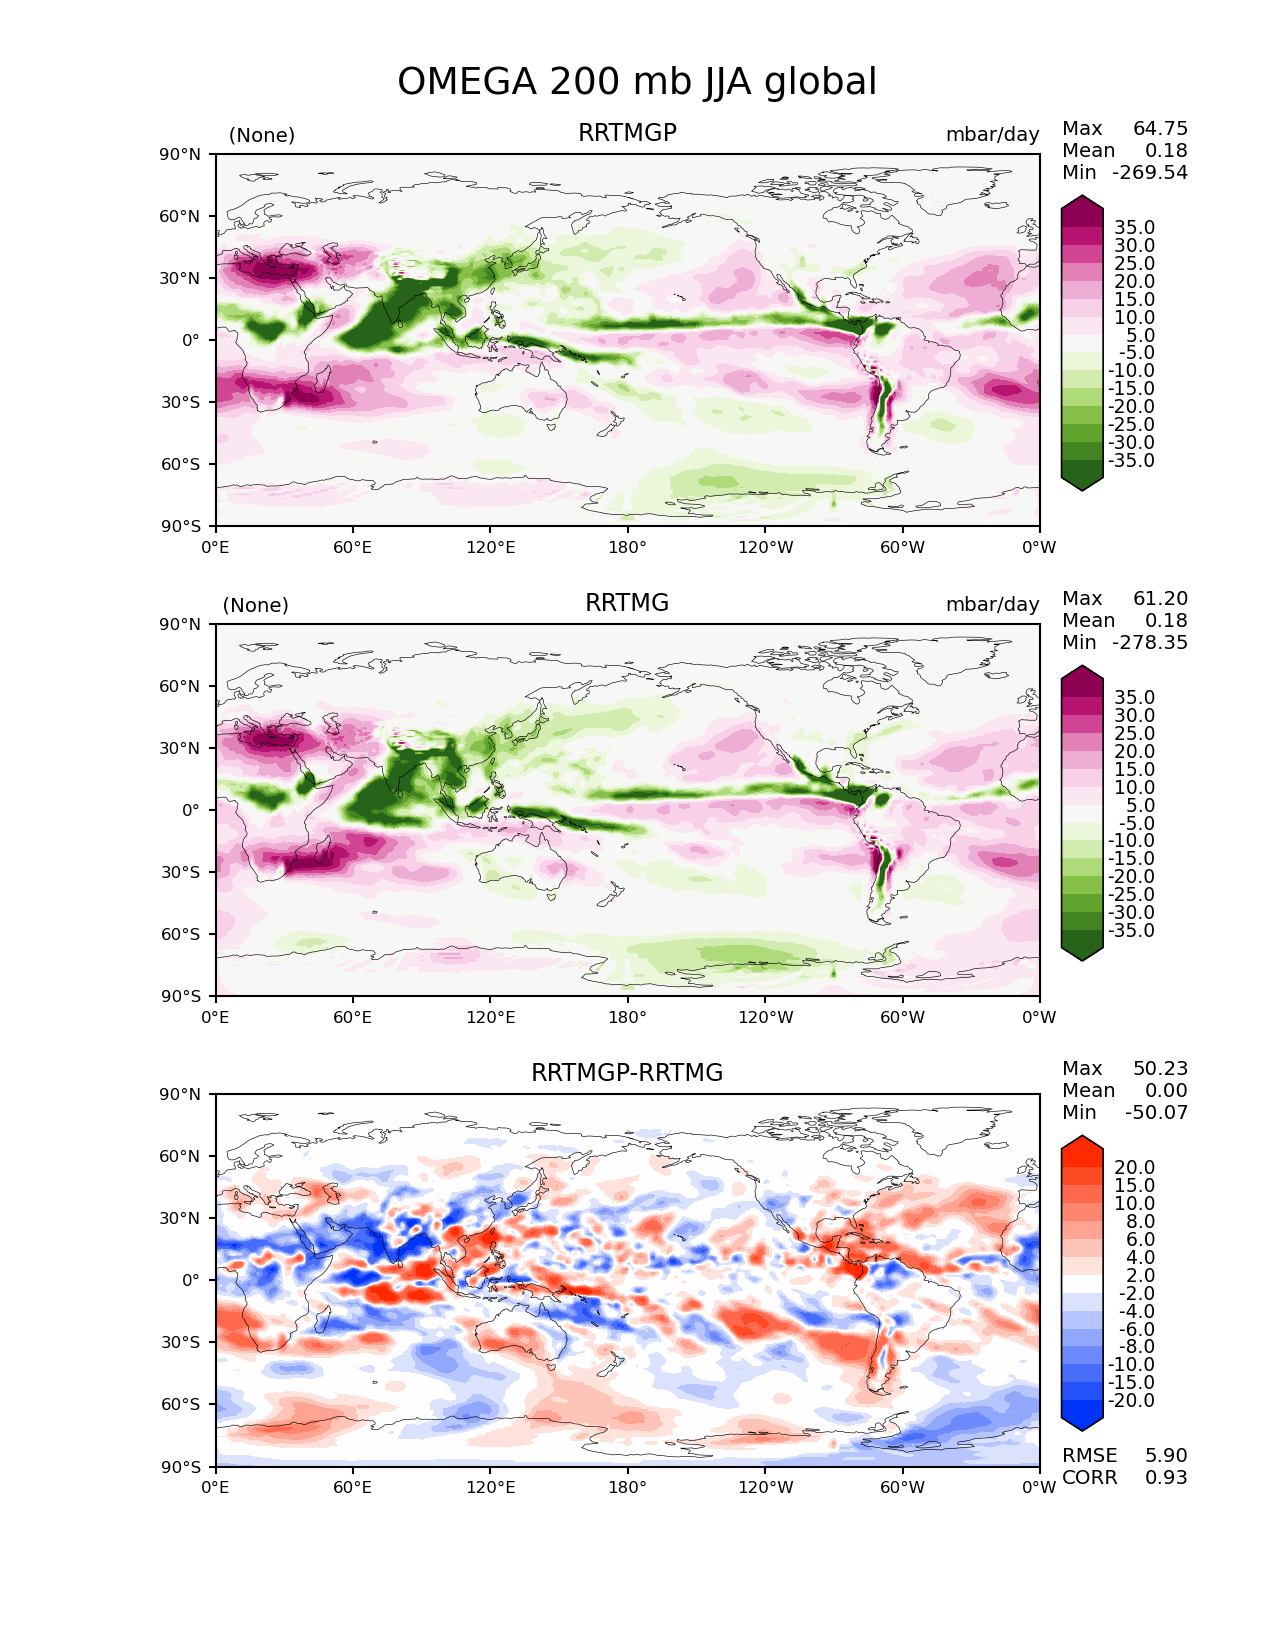 OMEGA 200 mb JJA global
(None) RRTMGP mbar/day
Max 64.75
Mean 0.18
Min -269.54
90°N
60°N
30°N
0°
30°S
60°S
90°S
0°E 60°E 120°E 180° 120°W 60°W 0°W
35.0
30.0
25.0
20.0
15.0
10.0
5.0
-5.0
-10.0
-15.0
-20.0
-25.0
-30.0
-35.0
(None) RRTMG mbar/day
Max 61.20
Mean 0.18
Min -278.35
90°N
60°N
30°N
0°
30°S
60°S
90°S
0°E 60°E 120°E 180° 120°W 60°W 0°W
35.0
30.0
25.0
20.0
15.0
10.0
5.0
-5.0
-10.0
-15.0
-20.0
-25.0
-30.0
-35.0
RRTMGP-RRTMG
Max 50.23
Mean 0.00
Min -50.07
90°N
60°N
30°N
0°
30°S
60°S
90°S
0°E 60°E 120°E 180° 120°W 60°W 0°W
20.0
15.0
10.0
8.0
6.0
4.0
2.0
-2.0
-4.0
-6.0
-8.0
-10.0
-15.0
-20.0
RMSE 5.90
CORR 0.93